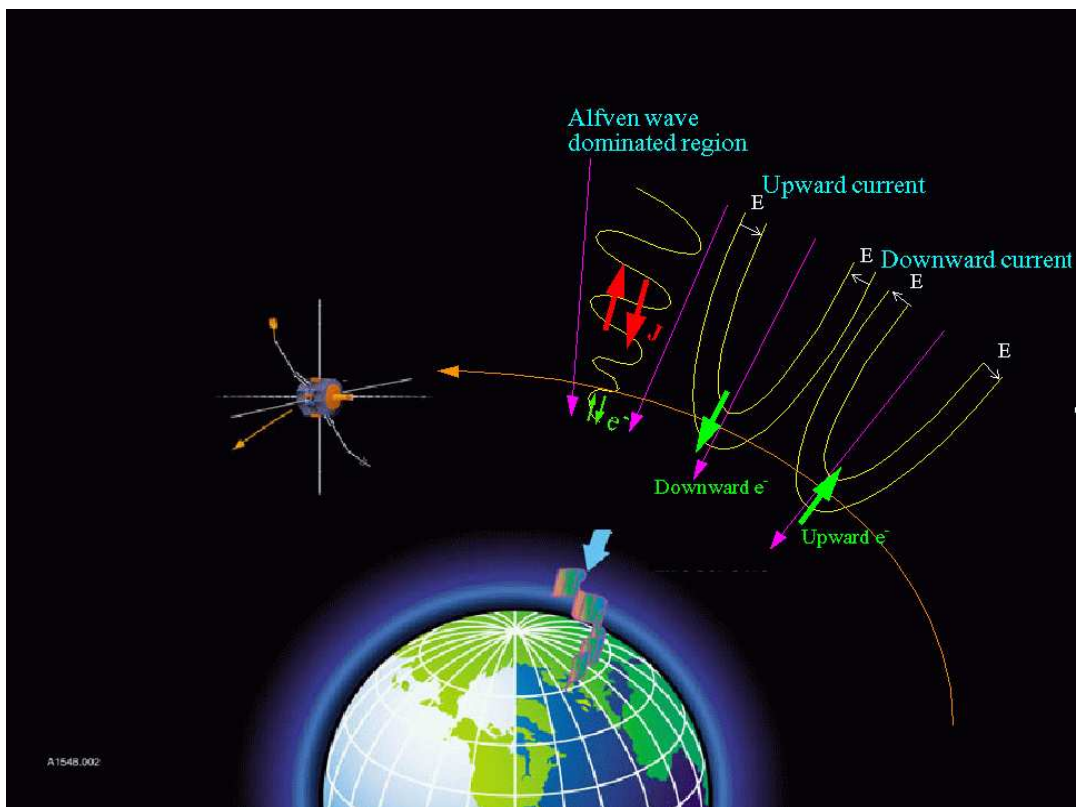 Alfven wave
dominated region
Upward current
E
E
Downward current
E
J
E
e⁻
Downward e⁻
Upward e⁻
A1548.002